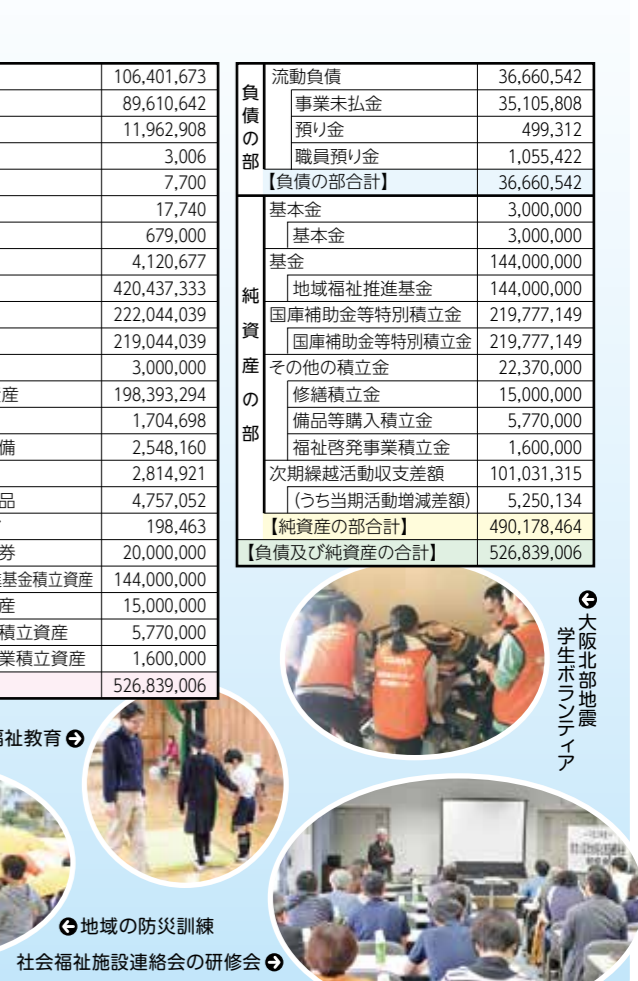 106,401,673
89,610,642
11,962,908
3,006
7,700
17,740
679,000
4,120,677
420,437,333
222,044,039
219,044,039
3,000,000
産 198,393,294
1,704,698
備 2,548,160
2,814,921
品 4,757,052
198,463
券 20,000,000
基金積立資産 144,000,000
産 15,000,000
積立資産 5,770,000
業積立資産 1,600,000
526,839,006
負債の部
流動負債 36,660,542
事業未払金 35,105,808
預り金 499,312
職員預り金 1,055,422
【負債の部合計】 36,660,542
純資産の部
基本金 3,000,000
基本金 3,000,000
基金 144,000,000
地域福祉推進基金 144,000,000
国庫補助金等特別積立金 219,777,149
国庫補助金等特別積立金 219,777,149
その他の積立金 22,370,000
修繕積立金 15,000,000
備品等購入積立金 5,770,000
福祉啓発事業積立金 1,600,000
次期繰越活動収支差額 101,031,315
(うち当期活動増減差額) 5,250,134
【純資産の部合計】 490,178,464
【負債及び純資産の合計】 526,839,006
大阪北部地震
学生ボランティア
祉教育
地域の防災訓練
社会福祉施設連絡会の研修会